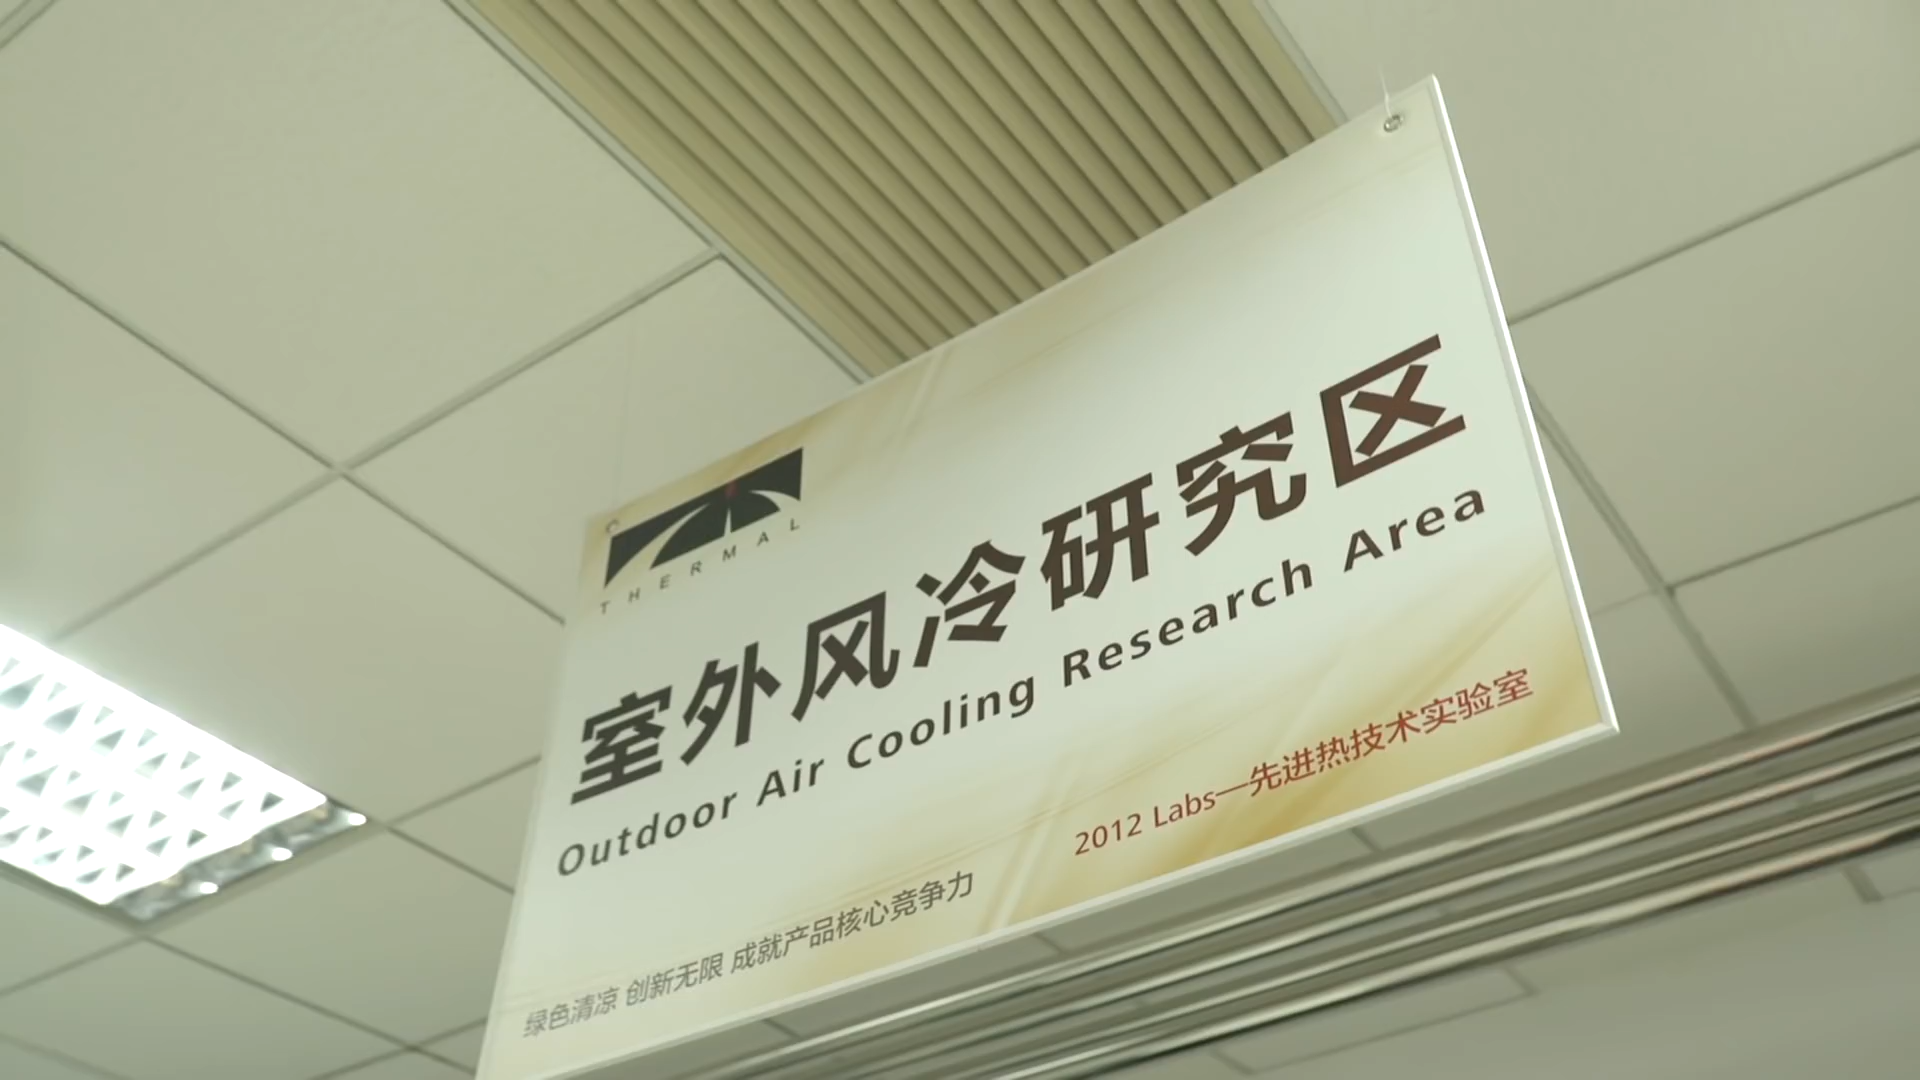 THERMAL
室外风冷研究区
Outdoor Air Cooling Research Area
2012 Labs—先进热技术实验室
绿色清凉 创新无限 成就产品核心竞争力